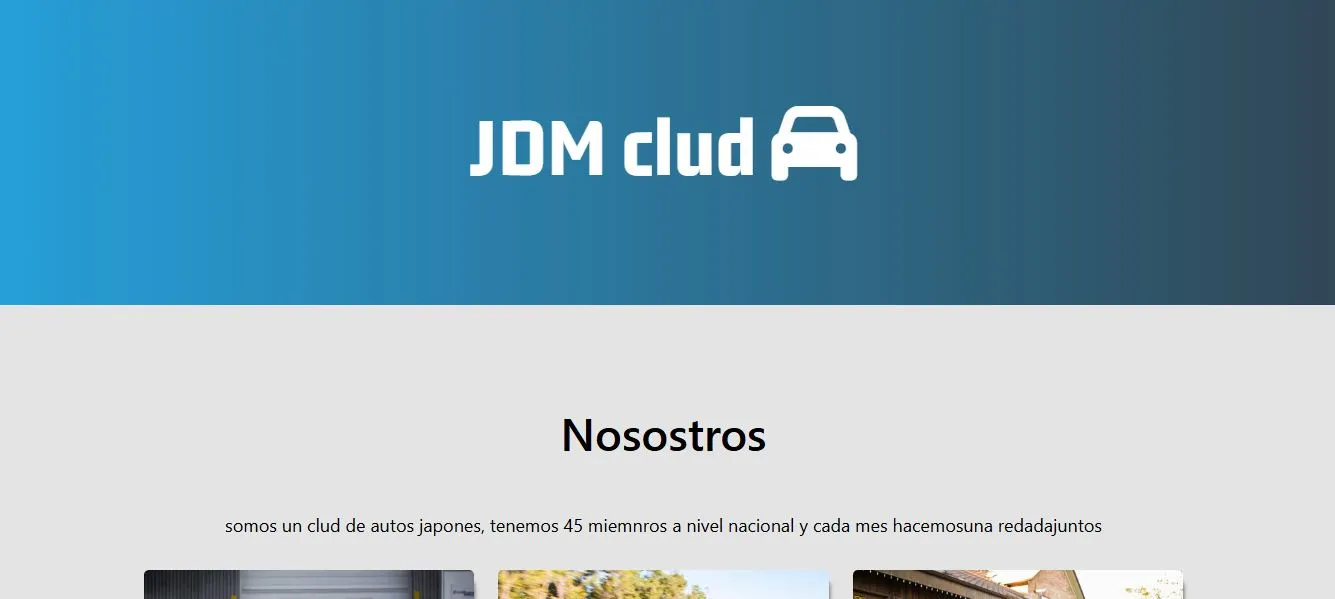 JDM clud
Nosostros
somos un clud de autos japones, tenemos 45 miemnros a nivel nacional y cada mes hacemosuna redadajuntos